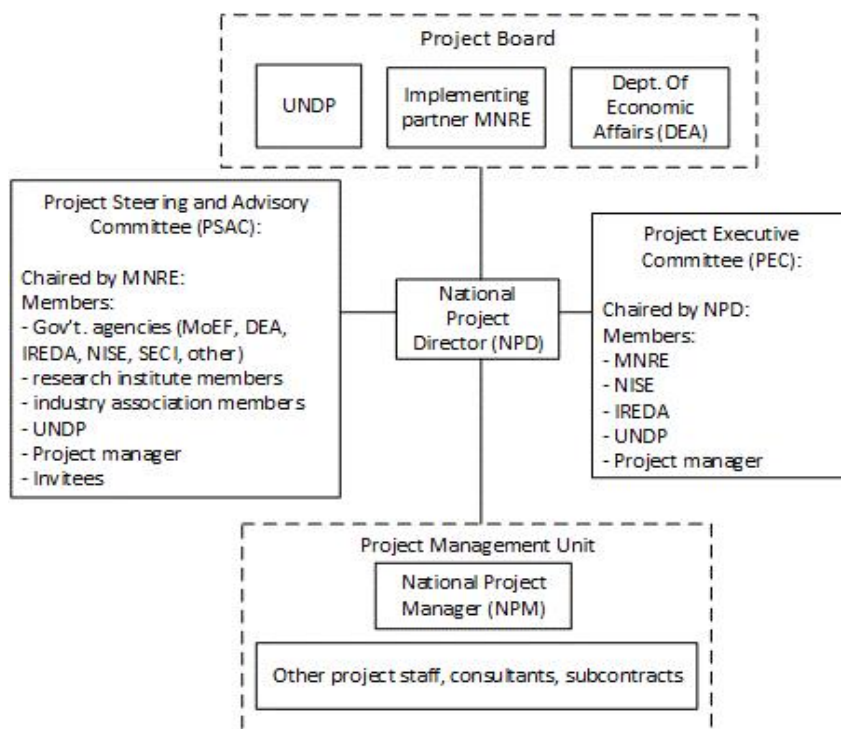 Project Board
UNDP
Implementing
partner MNRE
Dept. Of
Economic
Affairs (DEA)
Project Steering and Advisory
Committee (PSAC):
Chaired by MNRE:
Members:
- Gov't. agencies (MoEF, DEA,
IREDA, NISE, SECI, other)
- research institute members
- industry association members
- UNDP
- Project manager
- Invitees
National
Project
Director (NPD)
Project Executive
Committee (PEC):
Chaired by NPD:
Members:
- MNRE
- NISE
- IREDA
- UNDP
- Project manager
Project Management Unit
National Project
Manager (NPM)
Other project staff, consultants, subcontracts